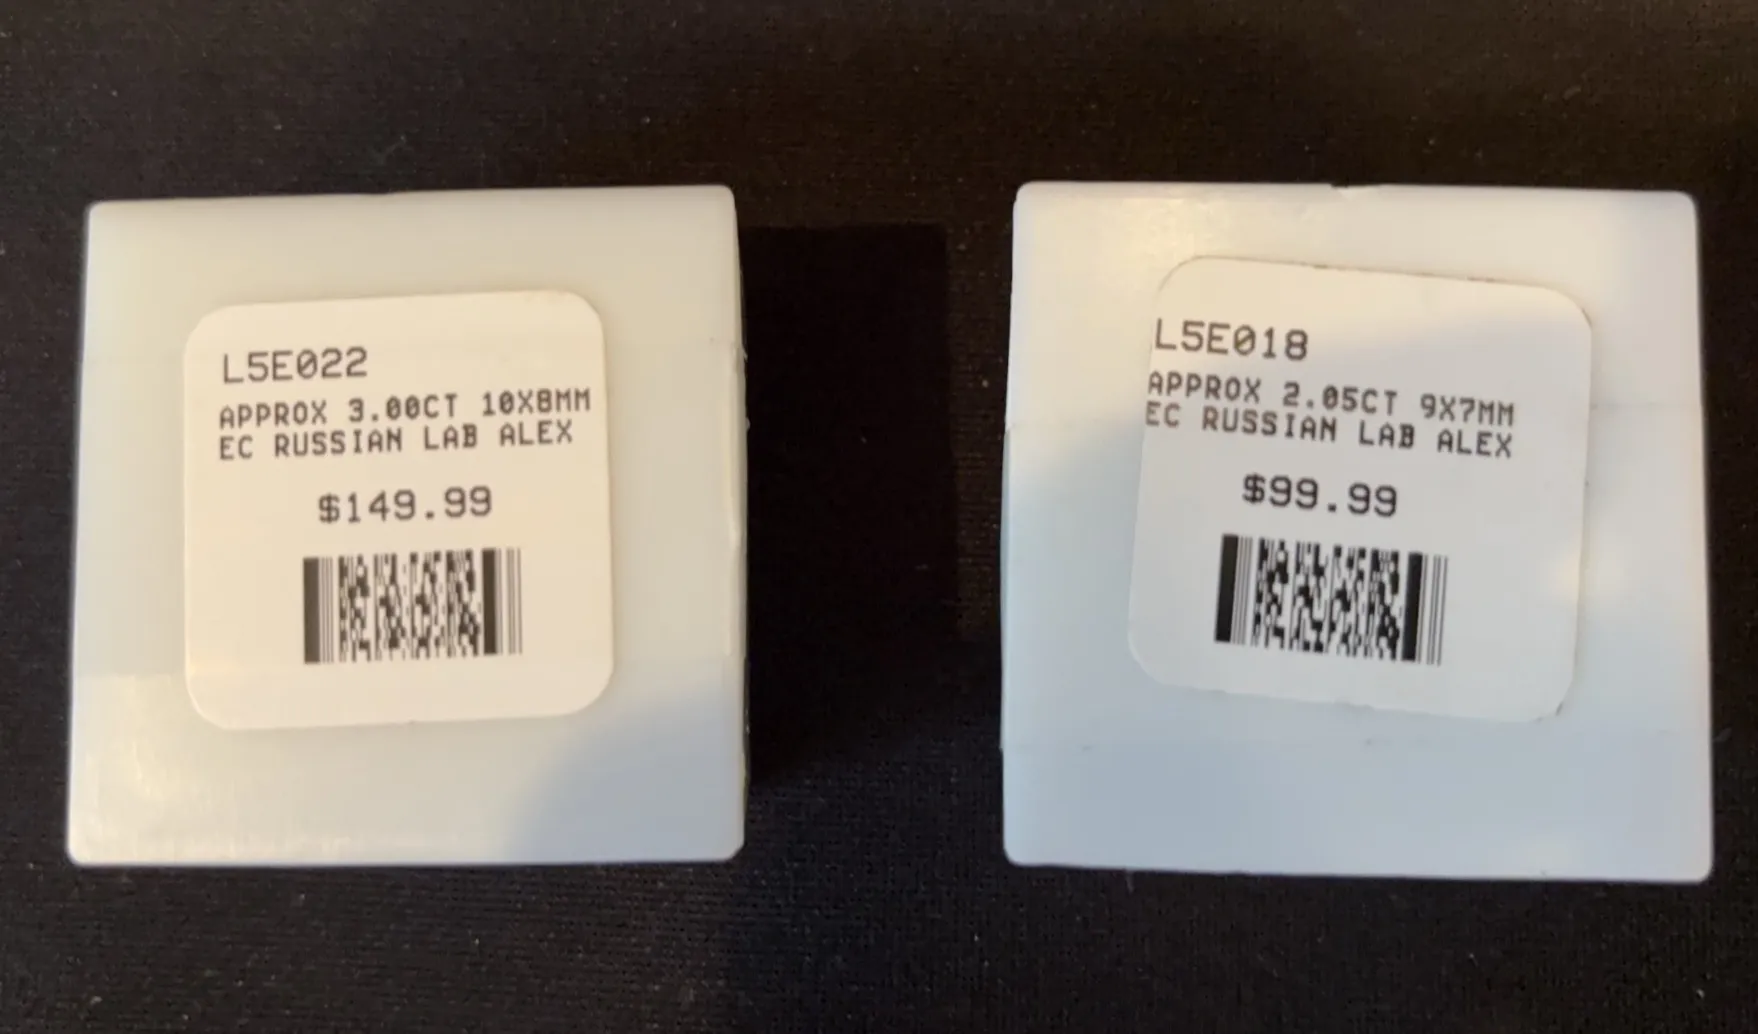 L5E022
APPROX 3.00CT 10X8MM
EC RUSSIAN LAB ALEX
$149.99
L5E018
APPROX 2.05CT 9X7MM
EC RUSSIAN LAB ALEX
$99.99